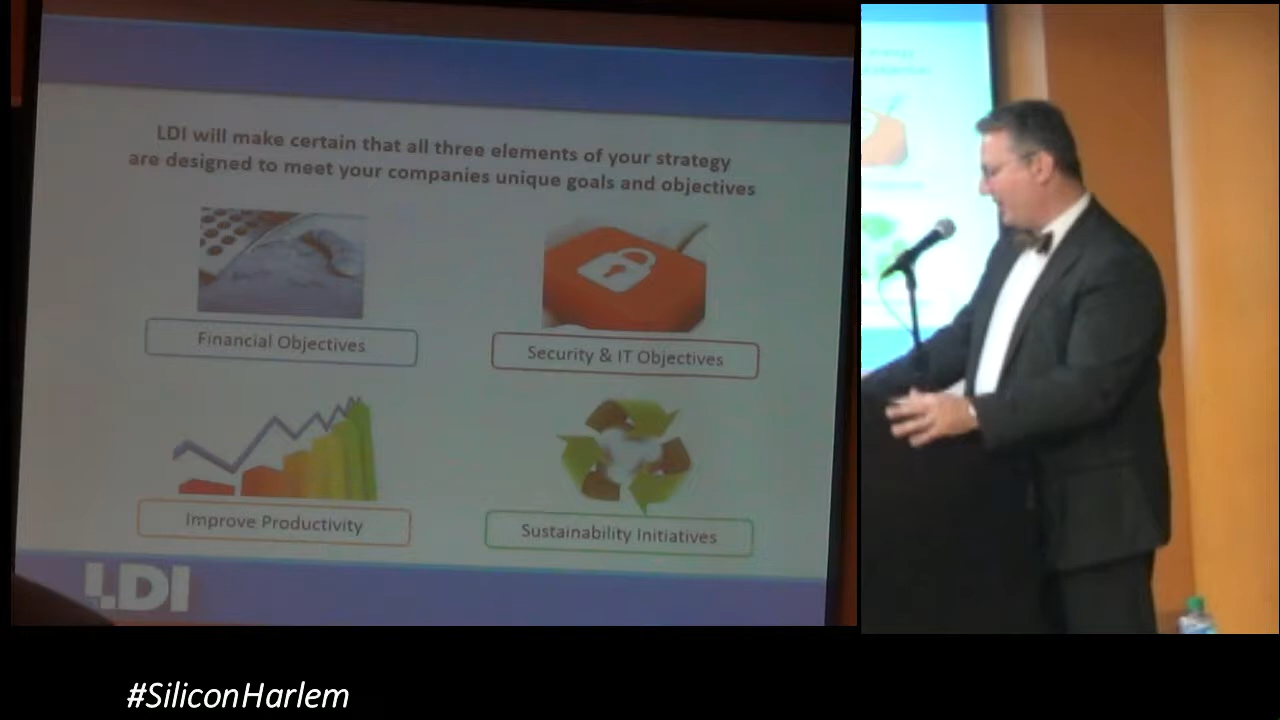 LDI will make certain that all three elements of your strategy
are designed to meet your companies unique goals and objectives
Financial Objectives
Security & IT Objectives
Improve Productivity
Sustainability Initiatives
LDI
#SiliconHarlem